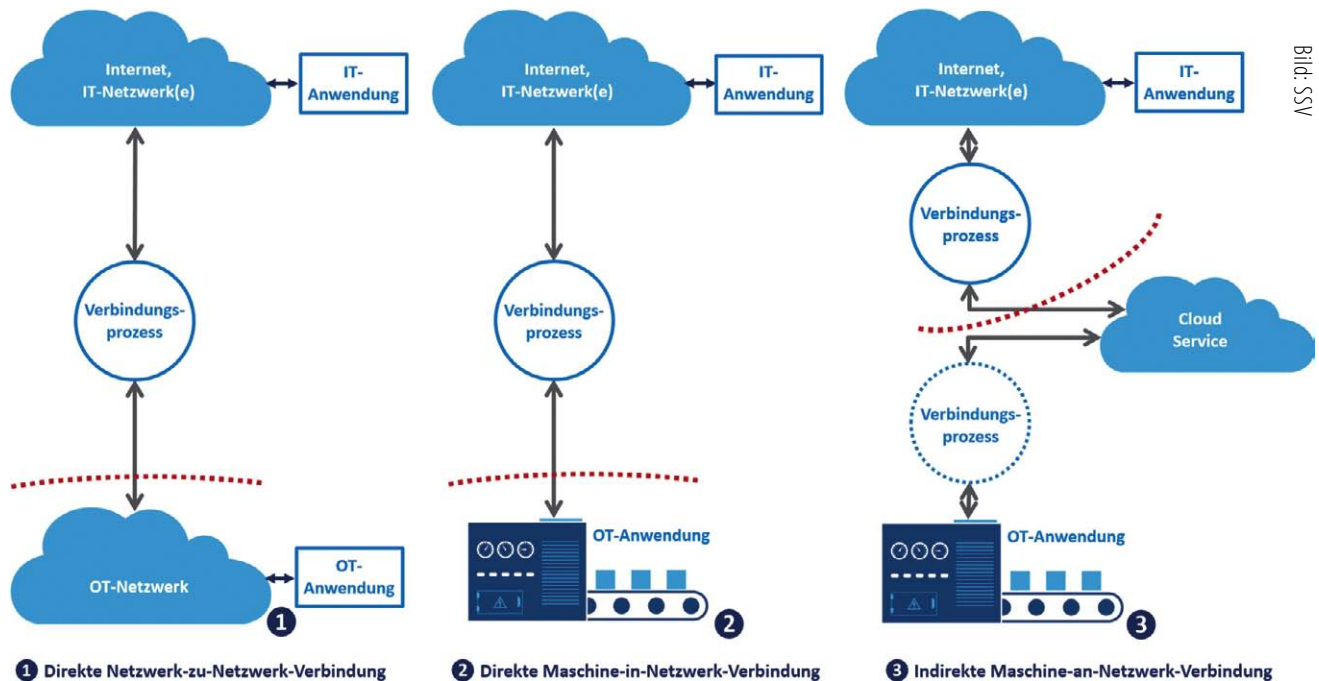 Internet,
IT-Netzwerk(e)
IT-
Anwendung
Verbindungs-
prozess
OT-Netzwerk
OT-
Anwendung
1
1 Direkte Netzwerk-zu-Netzwerk-Verbindung
Internet,
IT-Netzwerk(e)
IT-
Anwendung
Verbindungs-
prozess
OT-Anwendung
2
2 Direkte Maschine-in-Netzwerk-Verbindung
Internet,
IT-Netzwerk(e)
IT-
Anwendung
Verbindungs-
prozess
Cloud
Service
Verbindungs-
prozess
OT-Anwendung
3
3 Indirekte Maschine-an-Netzwerk-Verbindung
Bild: SSV